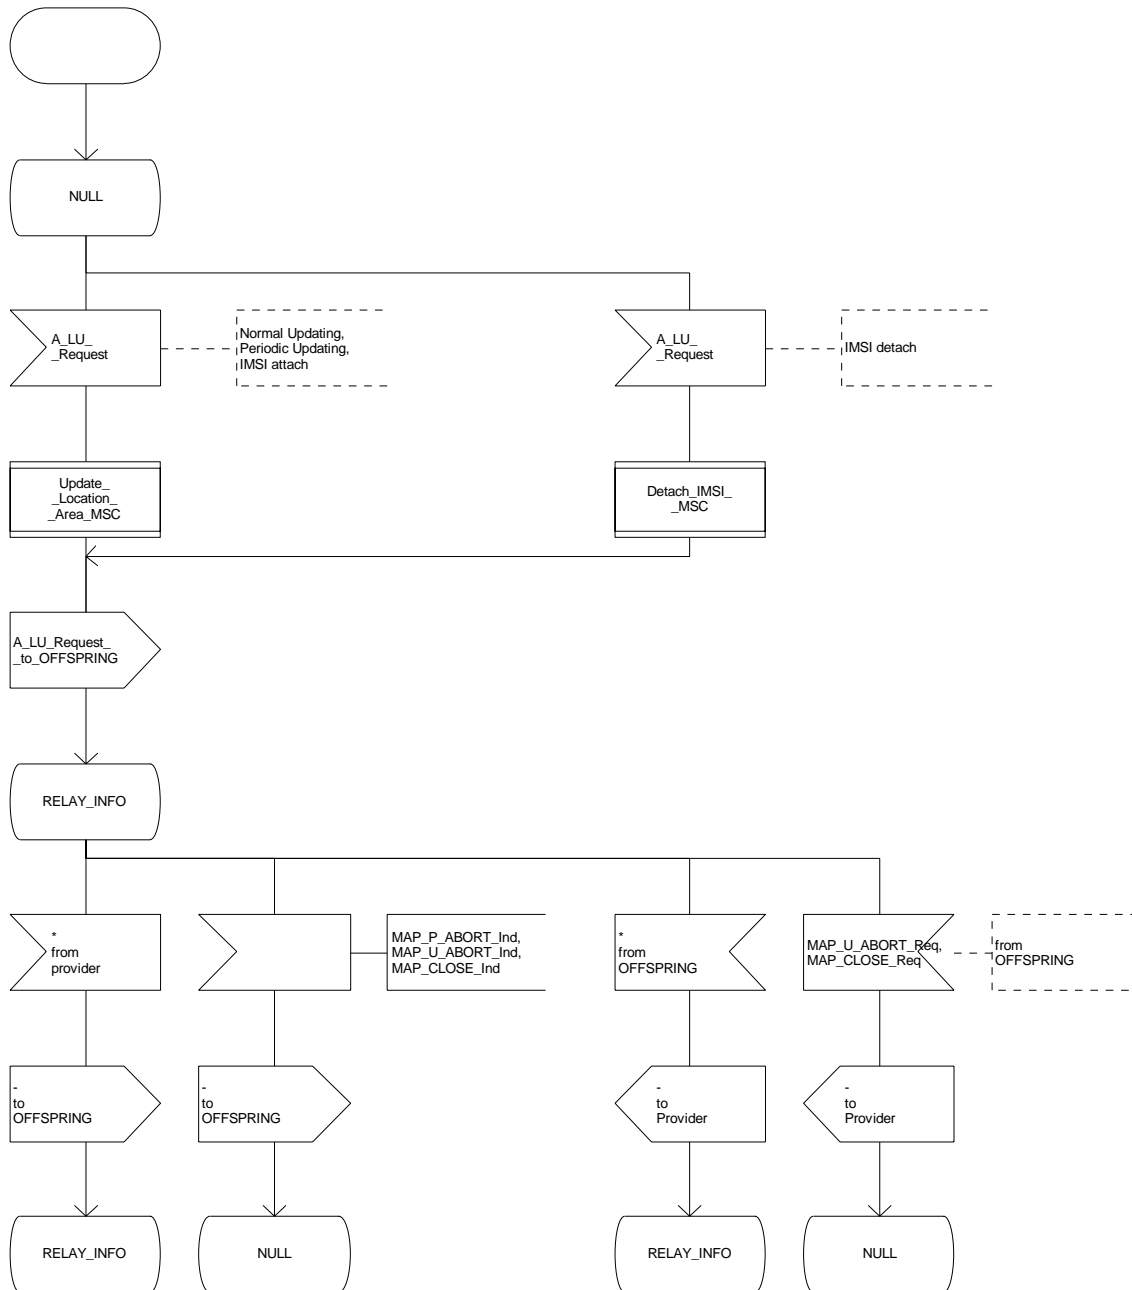 NULL
A_LU_
_Request
Normal Updating,
Periodic Updating,
IMSI attach
A_LU_
_Request
IMSI detach
Update_
_Location_
_Area_MSC
Detach_IMSI_
_MSC
A_LU_Request_
_to_OFFSPRING
RELAY_INFO
*
from
provider
MAP_P_ABORT_Ind,
MAP_U_ABORT_Ind,
MAP_CLOSE_Ind
*
from
OFFSPRING
MAP_U_ABORT_Req,
MAP_CLOSE_Req
from
OFFSPRING
-
to
OFFSPRING
-
to
OFFSPRING
-
to
Provider
-
to
Provider
RELAY_INFO
NULL
RELAY_INFO
NULL